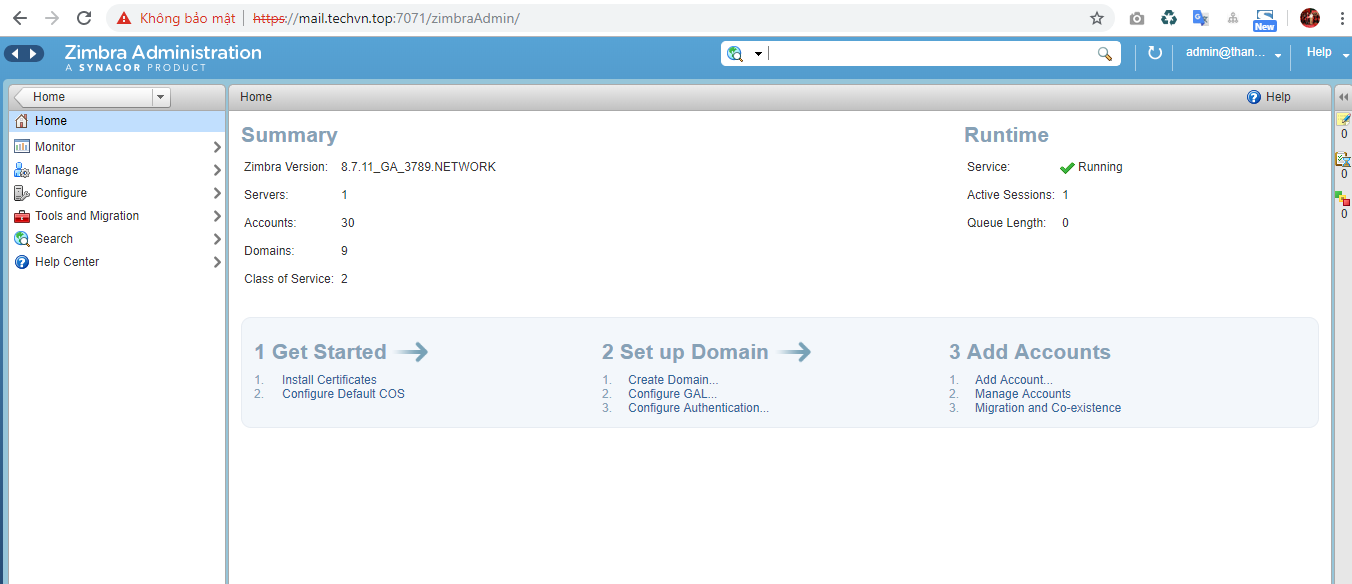 Không bảo mật
https://mail.techvn.top:7071/zimbraAdmin/
New
Zimbra Administration
A SYNACOR PRODUCT
admin@than...
Help
Home
Home
Monitor
Manage
Configure
Tools and Migration
Search
Help Center
Home
Help
Summary
Zimbra Version: 8.7.11_GA_3789.NETWORK
Servers: 1
Accounts: 30
Domains: 9
Class of Service: 2
Runtime
Service: Running
Active Sessions: 1
Queue Length: 0
1 Get Started
1. Install Certificates
2. Configure Default COS
2 Set up Domain
1. Create Domain...
2. Configure GAL...
3. Configure Authentication...
3 Add Accounts
1. Add Account...
2. Manage Accounts
3. Migration and Co-existence
0
0
0